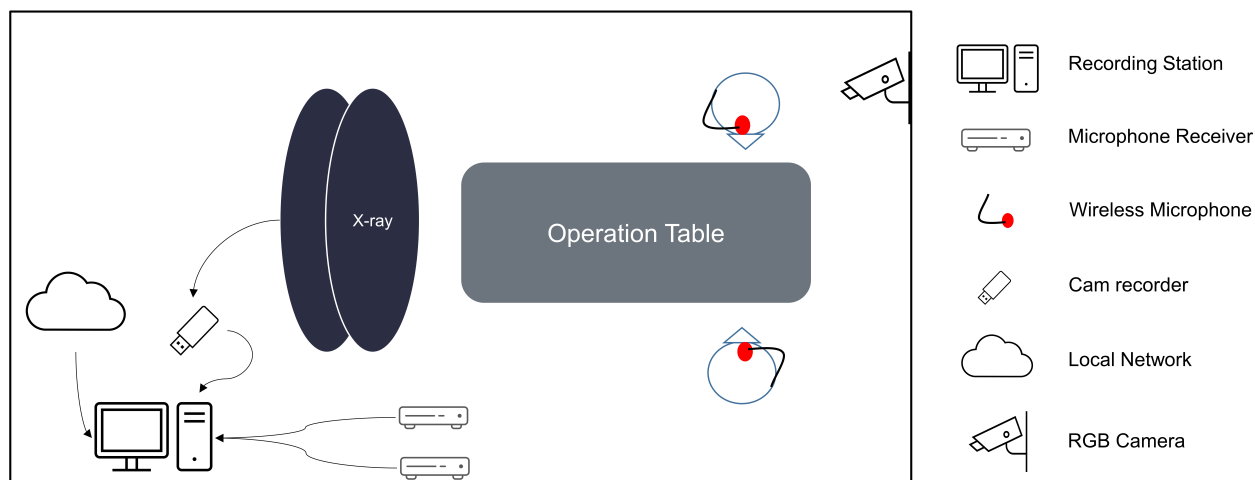 X-ray
Operation Table
Recording Station
Microphone Receiver
Wireless Microphone
Cam recorder
Local Network
RGB Camera